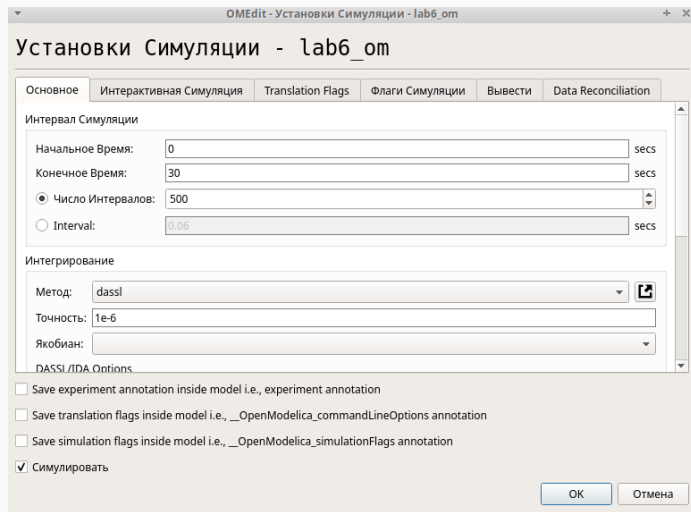 OMEdit - Установки Симуляции - lab6_om
Установки Симуляции - lab6_om
Основное Интерактивная Симуляция Translation Flags Флаги Симуляции Вывести Data Reconciliation
Интервал Симуляции
Начальное Время: 0 secs
Конечное Время: 30 secs
Число Интервалов: 500
Interval: 0.06 secs
Интегрирование
Метод: dassl
Точность: 1e-6
Якобиан:
DASSL/IDA Options
Save experiment annotation inside model i.e., experiment annotation
Save translation flags inside model i.e., __OpenModelica_commandLineOptions annotation
Save simulation flags inside model i.e., __OpenModelica_simulationFlags annotation
Симулировать
OK Отмена